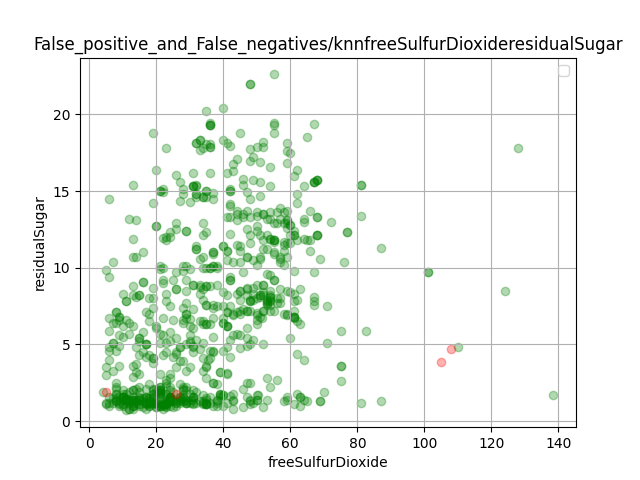 False_positive_and_False_negatives/knnfreeSulfurDioxideresidualSugar
residualSugar
20
15
10
5
0
0 20 40 60 80 100 120 140
freeSulfurDioxide